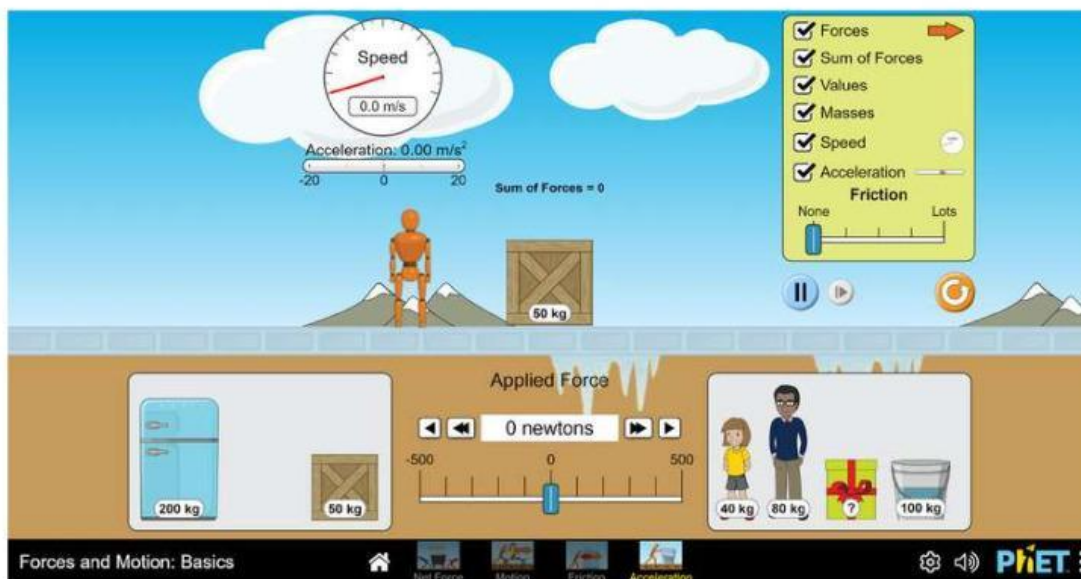 Speed
0.0 m/s
Acceleration: 0.00 m/s²
-20 0 20
Sum of Forces = 0
Forces
Sum of Forces
Values
Masses
Speed
Acceleration
Friction
None Lots
50 kg
Applied Force
0 newtons
-500 0 500
200 kg
50 kg
40 kg
80 kg
?
100 kg
Forces and Motion: Basics
Net Force
Motion
Friction
Acceleration
PhET